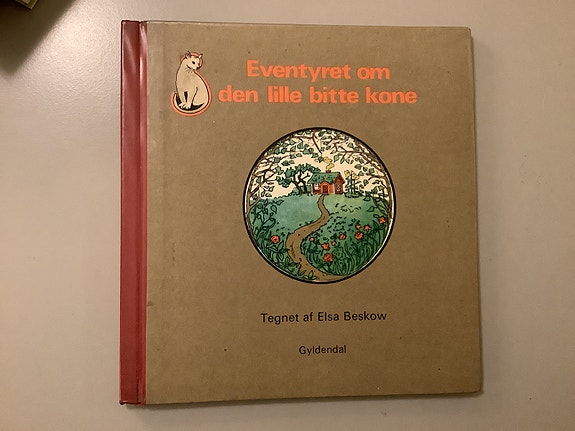 Eventyret om
den lille bitte kone
Tegnet af Elsa Beskow
Gyldendal